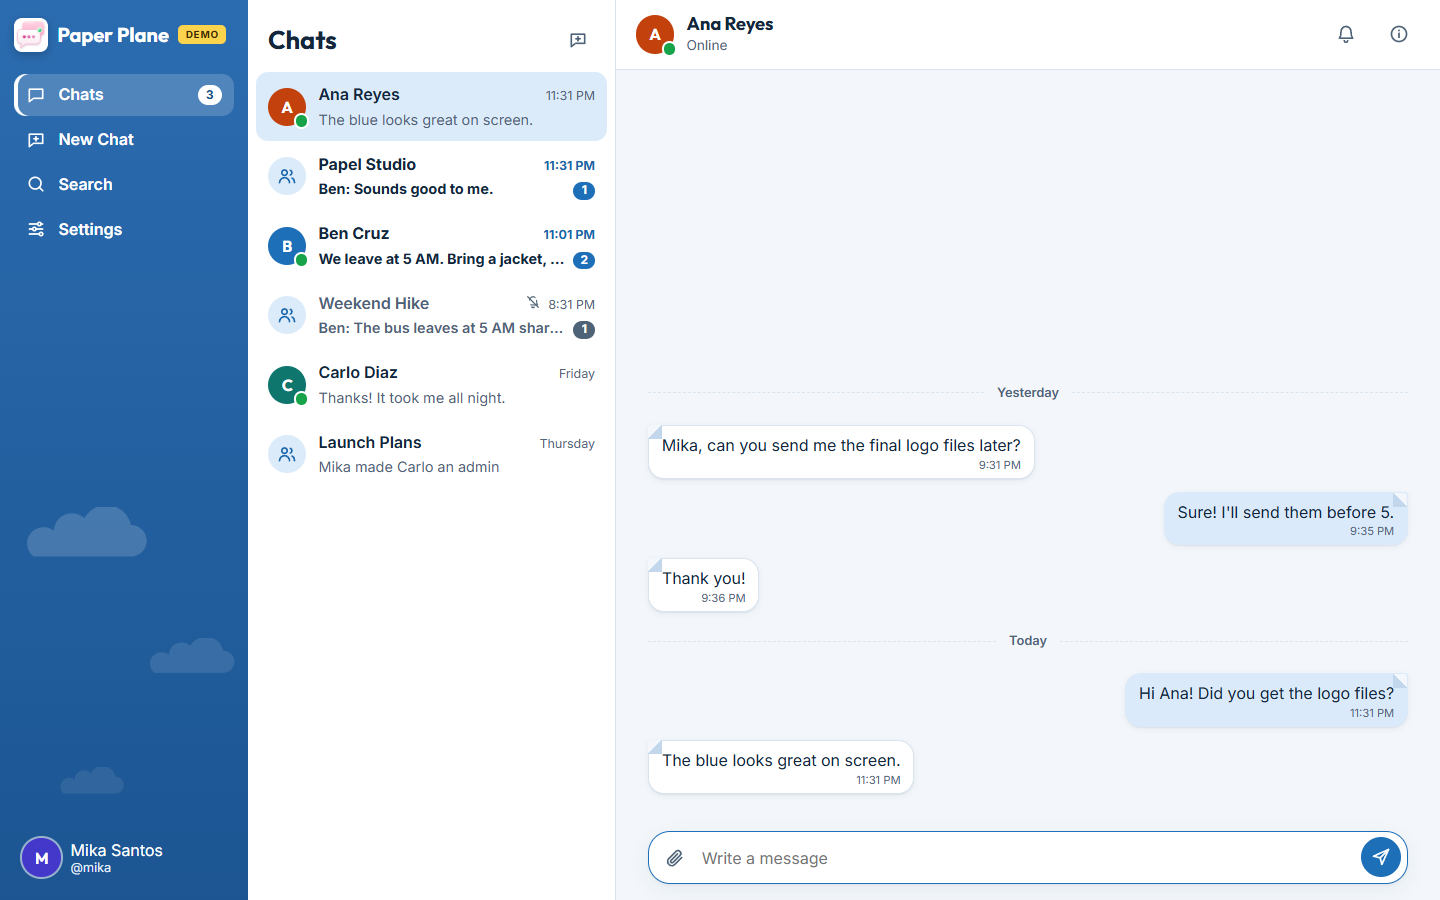 Paper Plane DEMO
Chats 3
New Chat
Search
Settings
M Mika Santos
@mika
Chats
A Ana Reyes 11:31 PM
The blue looks great on screen.
Papel Studio 11:31 PM
Ben: Sounds good to me. 1
B Ben Cruz 11:01 PM
We leave at 5 AM. Bring a jacket, ... 2
Weekend Hike 8:31 PM
Ben: The bus leaves at 5 AM shar... 1
C Carlo Diaz Friday
Thanks! It took me all night.
Launch Plans Thursday
Mika made Carlo an admin
A Ana Reyes
Online
Yesterday
Mika, can you send me the final logo files later?
9:31 PM
Sure! I'll send them before 5.
9:35 PM
Thank you!
9:36 PM
Today
Hi Ana! Did you get the logo files?
11:31 PM
The blue looks great on screen.
11:31 PM
Write a message